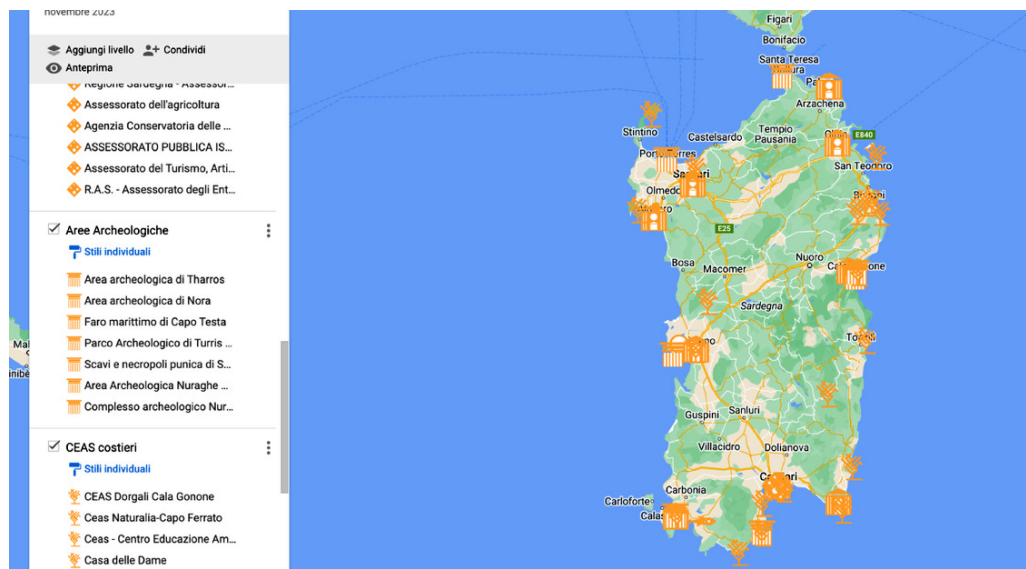 novembre 2023
Aggiungi livello
Condividi
Anteprima
Regione Sardegna - Assessor...
Assessorato dell'agricoltura
Agenzia Conservatoria delle ...
ASSESSORATO PUBBLICA IS...
Assessorato del Turismo, Arti...
R.A.S. - Assessorato degli Ent...
Aree Archeologiche
Stili individuali
Area archeologica di Tharros
Area archeologica di Nora
Faro marittimo di Capo Testa
Parco Archeologico di Turris ...
Scavi e necropoli punica di S...
Area Archeologica Nuraghe ...
Complesso archeologico Nur...
CEAS costieri
Stili individuali
CEAS Dorgali Cala Gonone
Ceas Naturalia-Capo Ferrato
Ceas - Centro Educazione Am...
Casa delle Dame
Figari
Bonifacio
Santa Teresa
Arzachena
Stintino
Castelsardo
Tempio
Pausania
E840
San Teodoro
Olmedo
E25
Bosa
Macomer
Nuoro
Sardegna
Guspini
Sanluri
Villacidro
Dolianova
Carbonia
Carloforte